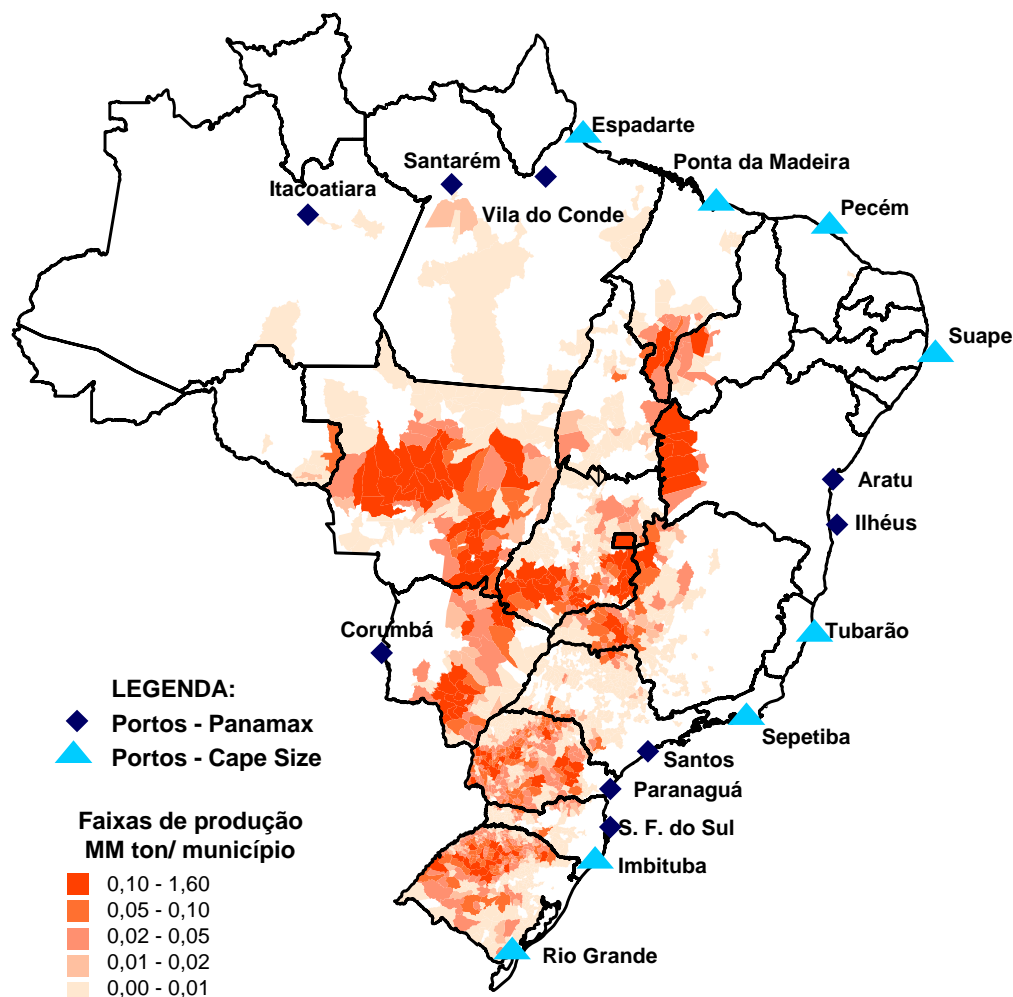 Espadarte
Santarém
Ponta da Madeira
Itacoatiara
Vila do Conde
Pecém
Suape
Aratu
Ilhéus
Corumbá
Tubarão
LEGENDA:
Portos - Panamax
Sepetiba
Portos - Cape Size
Santos
Paranaguá
Faixas de produção
S. F. do Sul
MM ton/ município
Imbituba
0,10 - 1,60
0,05 - 0,10
0,02 - 0,05
Rio Grande
0,01 - 0,02
0,00 - 0,01